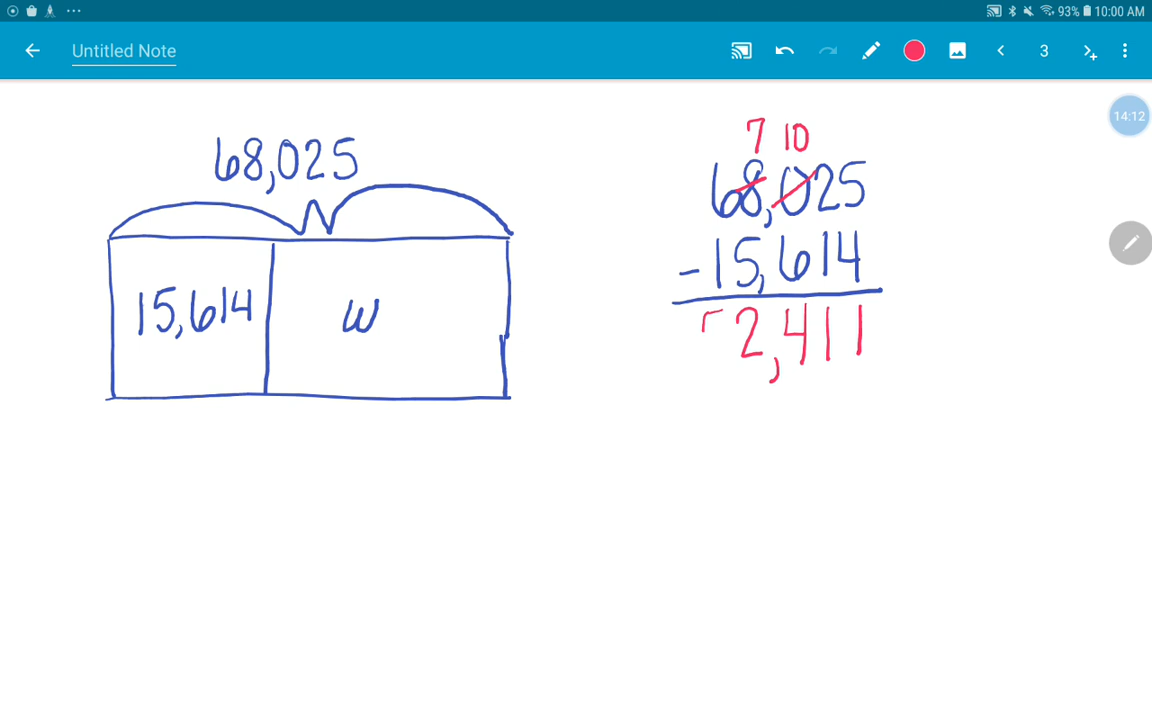 93% 10:00 AM
Untitled Note
3
14:12
68,025
15,614
w
7 10
68,025
-15,614
2,411